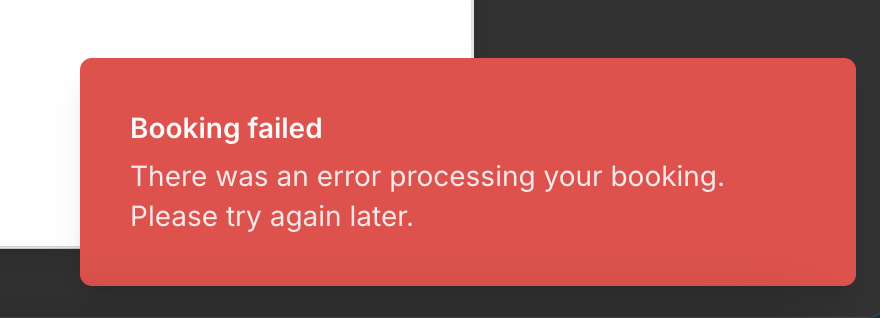 Booking failed
There was an error processing your booking.
Please try again later.